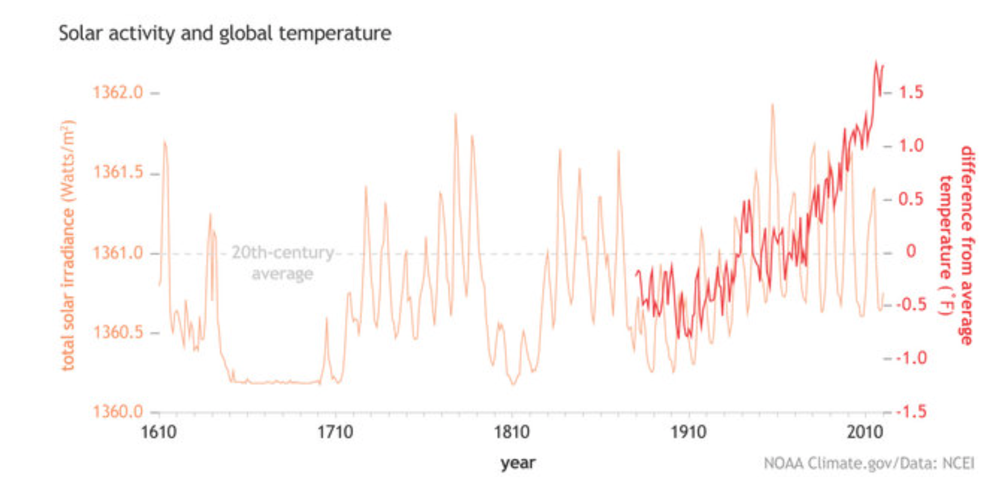 Solar activity and global temperature
total solar irradiance (Watts/m²)
1362.0
1361.5
1361.0
1360.5
1360.0
20th-century
average
1.5
1.0
0.5
0
-0.5
-1.0
-1.5
difference from average
temperature (°F)
1610
1710
1810
1910
2010
year
NOAA Climate.gov/Data: NCEI